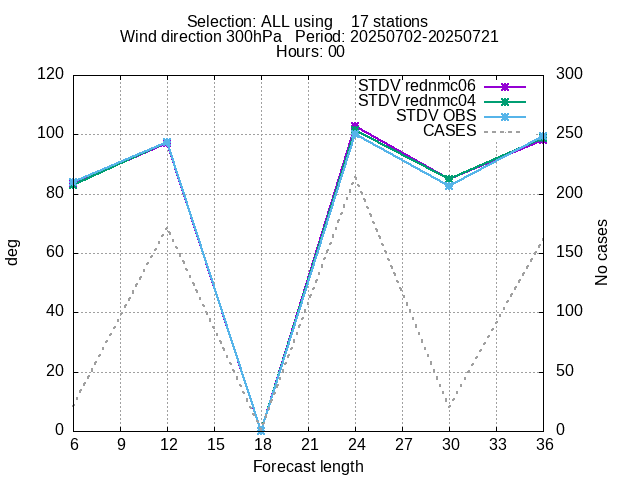 Selection: ALL using    17 stations
Wind direction 300hPa   Period: 20250702-20250721
Hours: 00
STDV rednmc06
STDV rednmc04
STDV OBS
CASES
120
100
80
60
40
20
0
300
250
200
150
100
50
0
deg
No cases
6 9 12 15 18 21 24 27 30 33 36
Forecast length